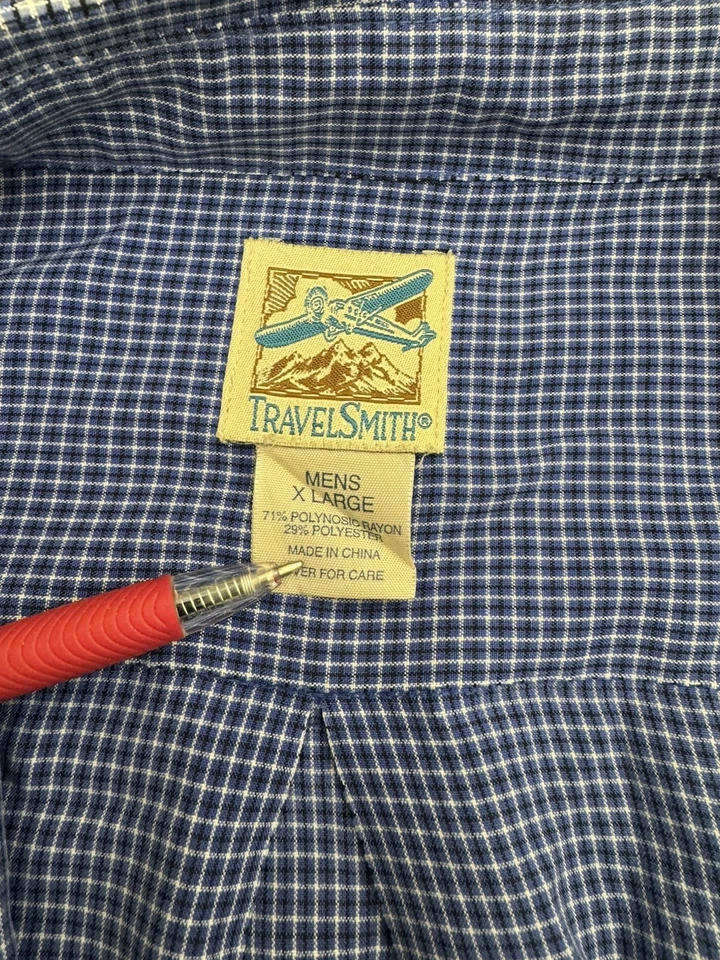 TRAVELSMITH®
MENS
X LARGE
71% POLYNOSIC RAYON
29% POLYESTER
MADE IN CHINA
FOR CARE